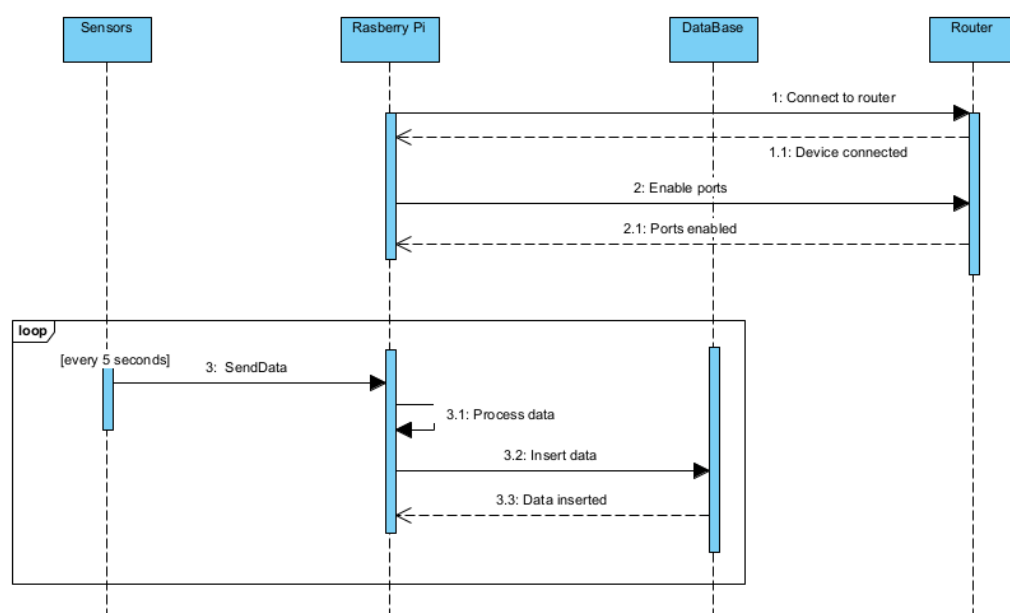 Sensors
Rasberry Pi
DataBase
Router
1: Connect to router
1.1: Device connected
2: Enable ports
2.1: Ports enabled
loop
[every 5 seconds]
3: SendData
3.1: Process data
3.2: Insert data
3.3: Data inserted